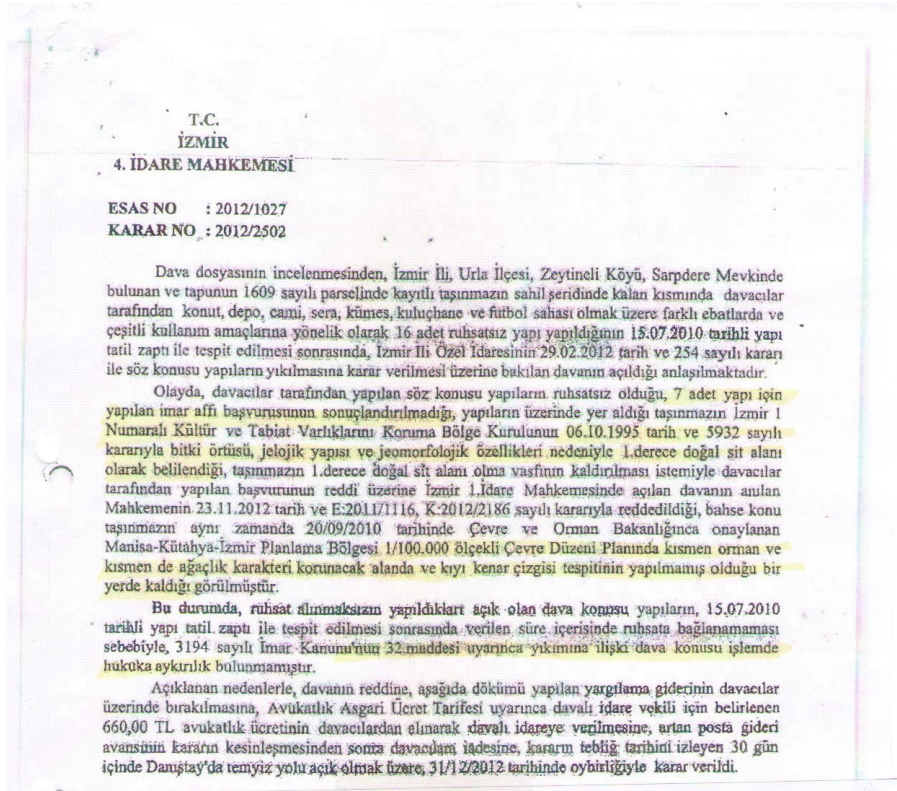 T.C.
İZMİR
4. İDARE MAHKEMESİ
ESAS NO : 2012/1027
KARAR NO : 2012/2502
Dava dosyasının incelenmesinden, İzmir İli, Urla İlçesi, Zeytineli Köyü, Sarpdere Mevkinde
bulunan ve tapunun 1609 sayılı parselinde kayıtlı taşınmazın sahil şeridinde kalan kısmında davacılar
tarafından konut, depo, cami, sera, kümes, kuluçhane ve futbol sahası olmak üzere farklı ebatlarda ve
çeşitli kullanım amaçlarına yönelik olarak 16 adet ruhsatsız yapı yapıldığının 15.07.2010 tarihli yapı
tatil zaptı ile tespit edilmesi sonrasında, İzmir İli Özel İdaresinin 29.02.2012 tarih ve 254 sayılı kararı
ile söz konusu yapıların yıkılmasına karar verilmesi üzerine bakılan davanın açıldığı anlaşılmaktadır.
Olayda, davacılar tarafından yapılan söz konusu yapıların ruhsatsız olduğu, 7 adet yapı için
yapılan imar affı başvurusunun sonuçlandırılmadığı, yapıların üzerinde yer aldığı taşınmazın İzmir 1
Numaralı Kültür ve Tabiat Varlıklarını Koruma Bölge Kurulunun 06.10.1995 tarih ve 5932 sayılı
kararıyla bitki örtüsü, jelojik yapısı ve jeomorfolojik özellikleri nedeniyle 1.derece doğal sit alanı
olarak belilendiği, taşınmazın 1.derece doğal sit alanı olma vasfının kaldırılması istemiyle davacılar
tarafından yapılan başvurunun reddi üzerine İzmir 1.İdare Mahkemesinde açılan davanın anılan
Mahkemenin 23.11.2012 tarih ve E:2011/1116, K:2012/2186 sayılı kararıyla reddedildiği, bahse konu
taşınmazın aynı zamanda 20/09/2010 tarihinde Çevre ve Orman Bakanlığınca onaylanan
Manisa-Kütahya-İzmir Planlama Bölgesi 1/100.000 ölçekli Çevre Düzeni Planında kısmen orman ve
kısmen de ağaçlık karakteri korunacak alanda ve kıyı kenar çizgisi tespitinin yapılmamış olduğu bir
yerde kaldığı görülmüştür.
Bu durumda, ruhsat alınmaksızın yapıldıkları açık olan dava konusu yapıların, 15.07.2010
tarihli yapı tatil zaptı ile tespit edilmesi sonrasında verilen süre içerisinde ruhsata bağlanamaması
sebebiyle, 3194 sayılı İmar Kanunu'nun 32.maddesi uyarınca yıkımına ilişki dava konusu işlemde
hukuka aykırılık bulunmamıştır.
Açıklanan nedenlerle, davanın reddine, aşağıda dökümü yapılan yargılama giderinin davacılar
üzerinde bırakılmasına, Avukatlık Asgari Ücret Tarifesi uyarınca davalı idare vekili için belirlenen
660,00 TL avukatlık ücretinin davacılardan alınarak davalı idareye verilmesine, artan posta gideri
avansının kararın kesinleşmesinden sonra davacılara iadesine, kararın tebliğ tarihini izleyen 30 gün
içinde Danıştay'da temyiz yolu açık olmak üzere, 31/12/2012 tarihinde oybirliğiyle karar verildi.